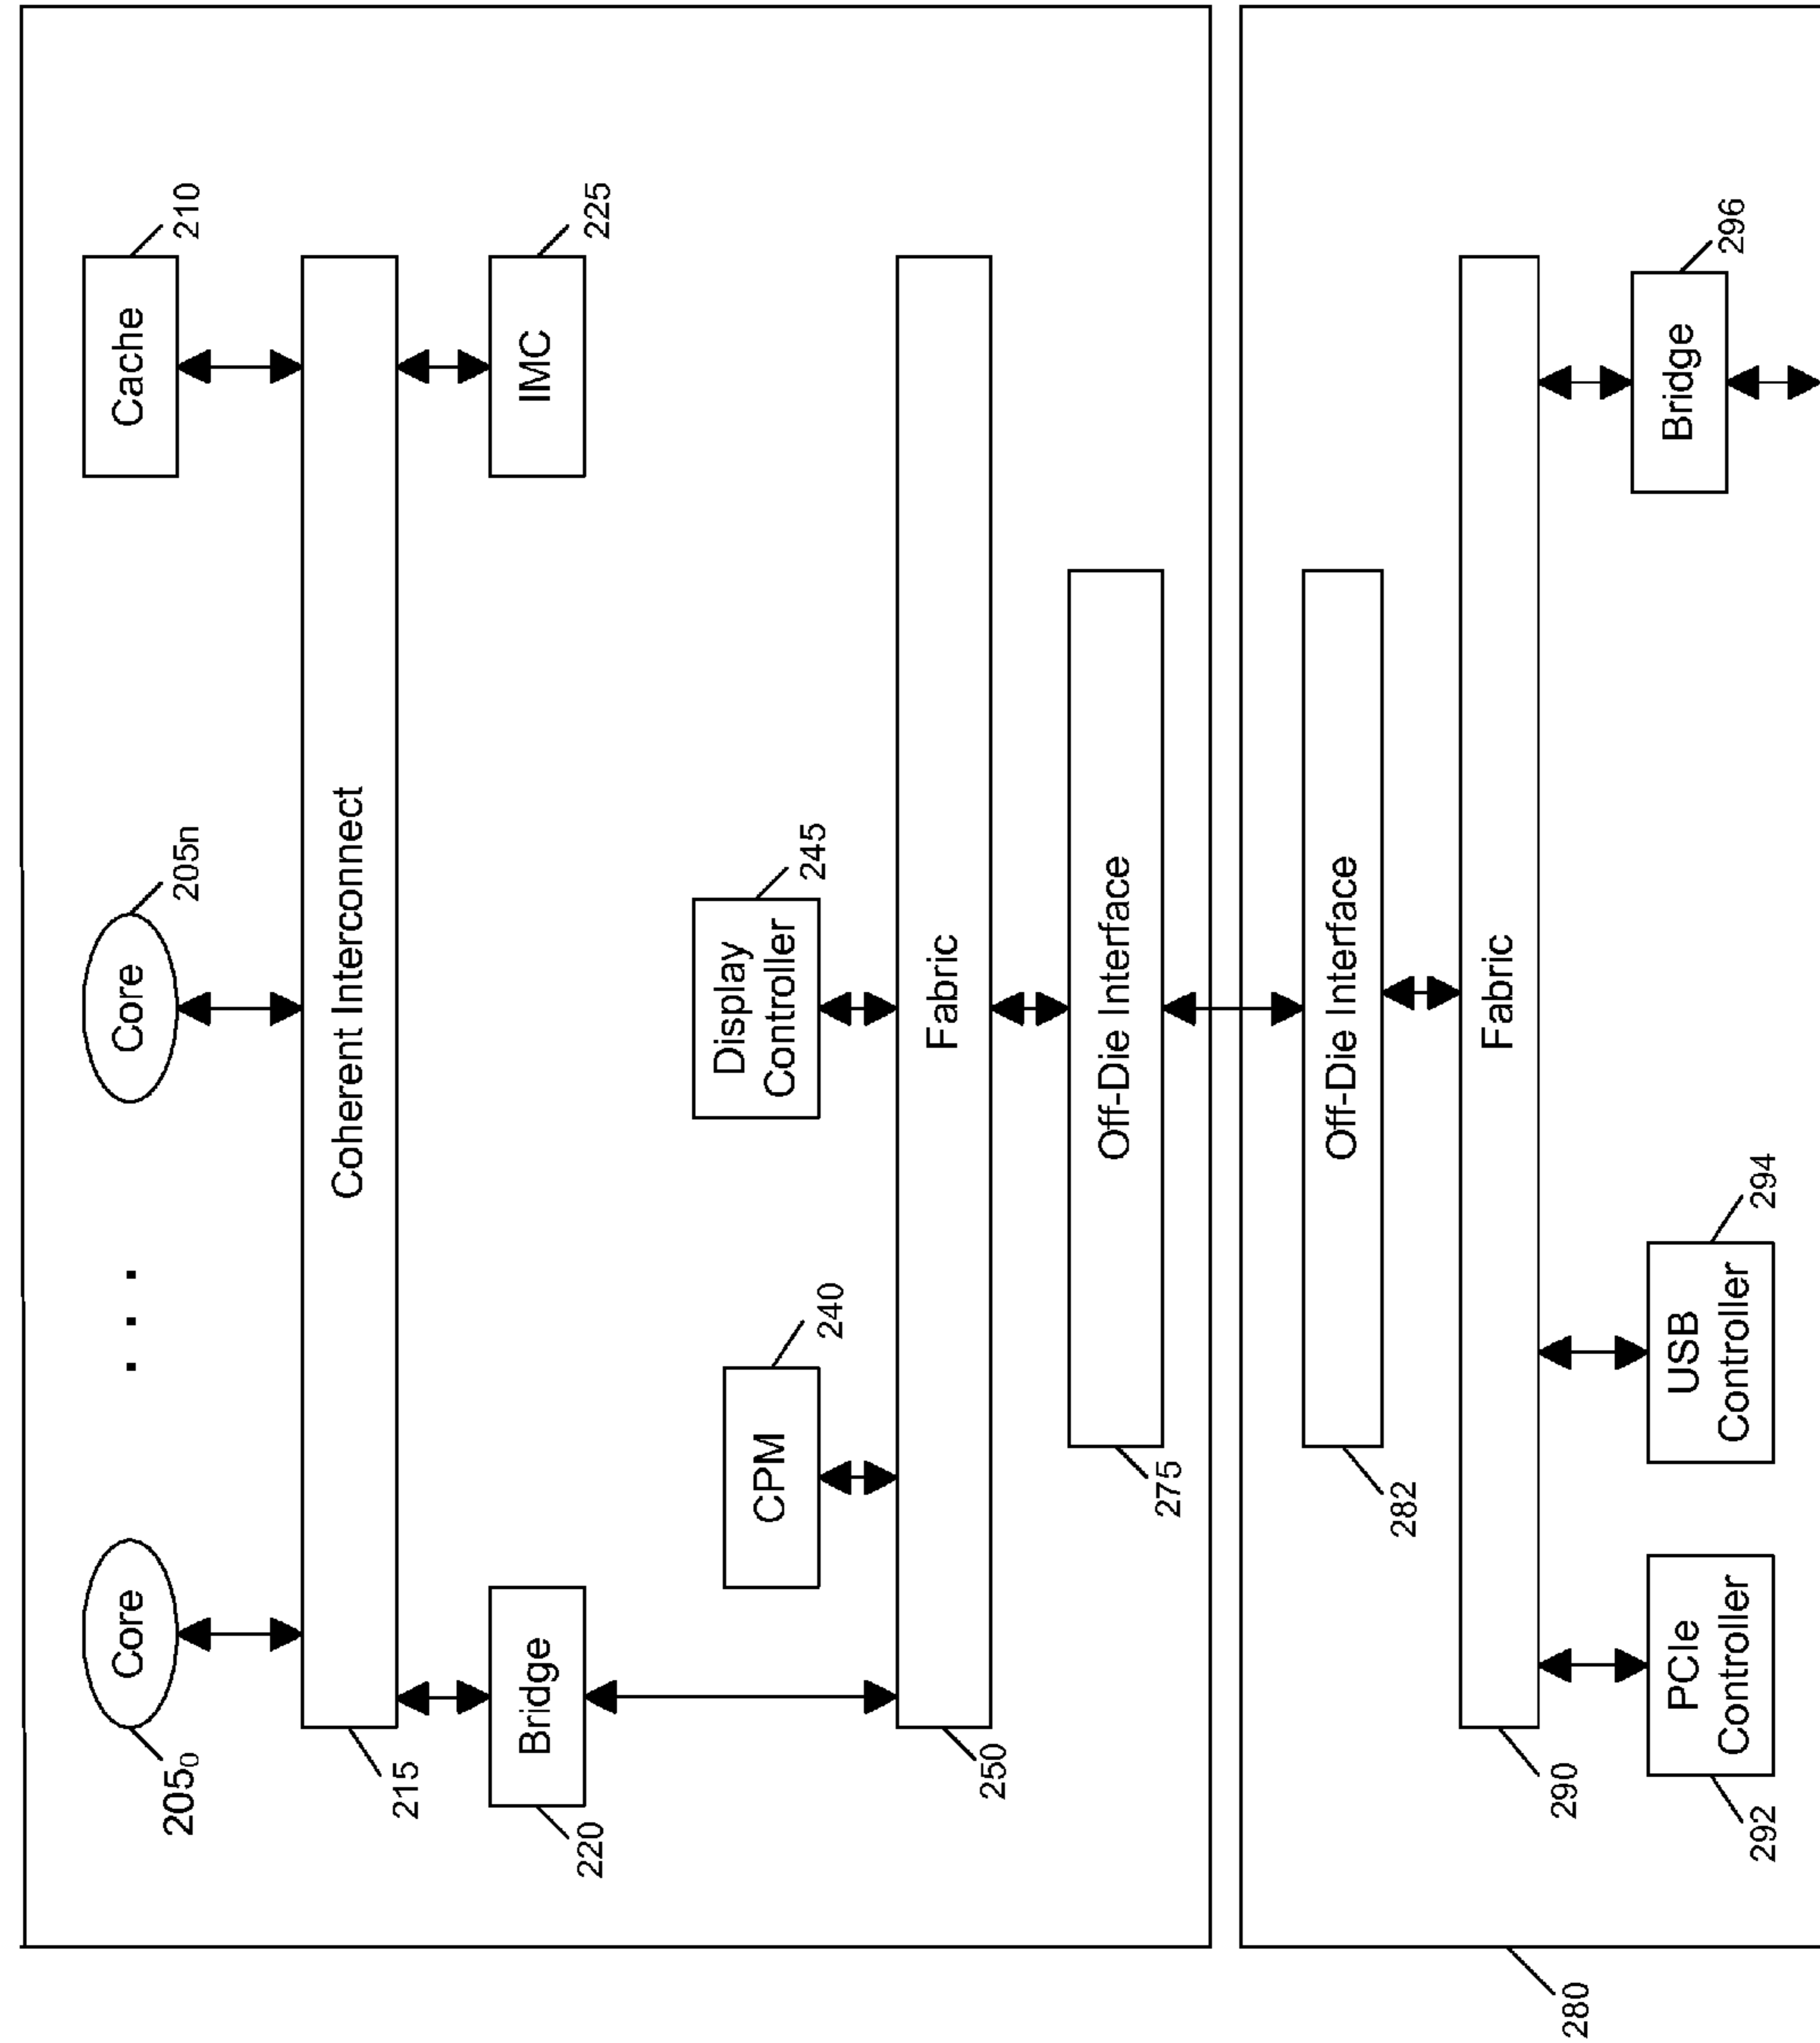 Core
. . .
Core
Cache
205₀
205n
210
Coherent Interconnect
215
Bridge
220
IMC
225
CPM
240
Display
Controller
245
Fabric
250
Off-Die Interface
275
Off-Die Interface
282
Fabric
290
PCIe
Controller
292
USB
Controller
294
Bridge
296
280